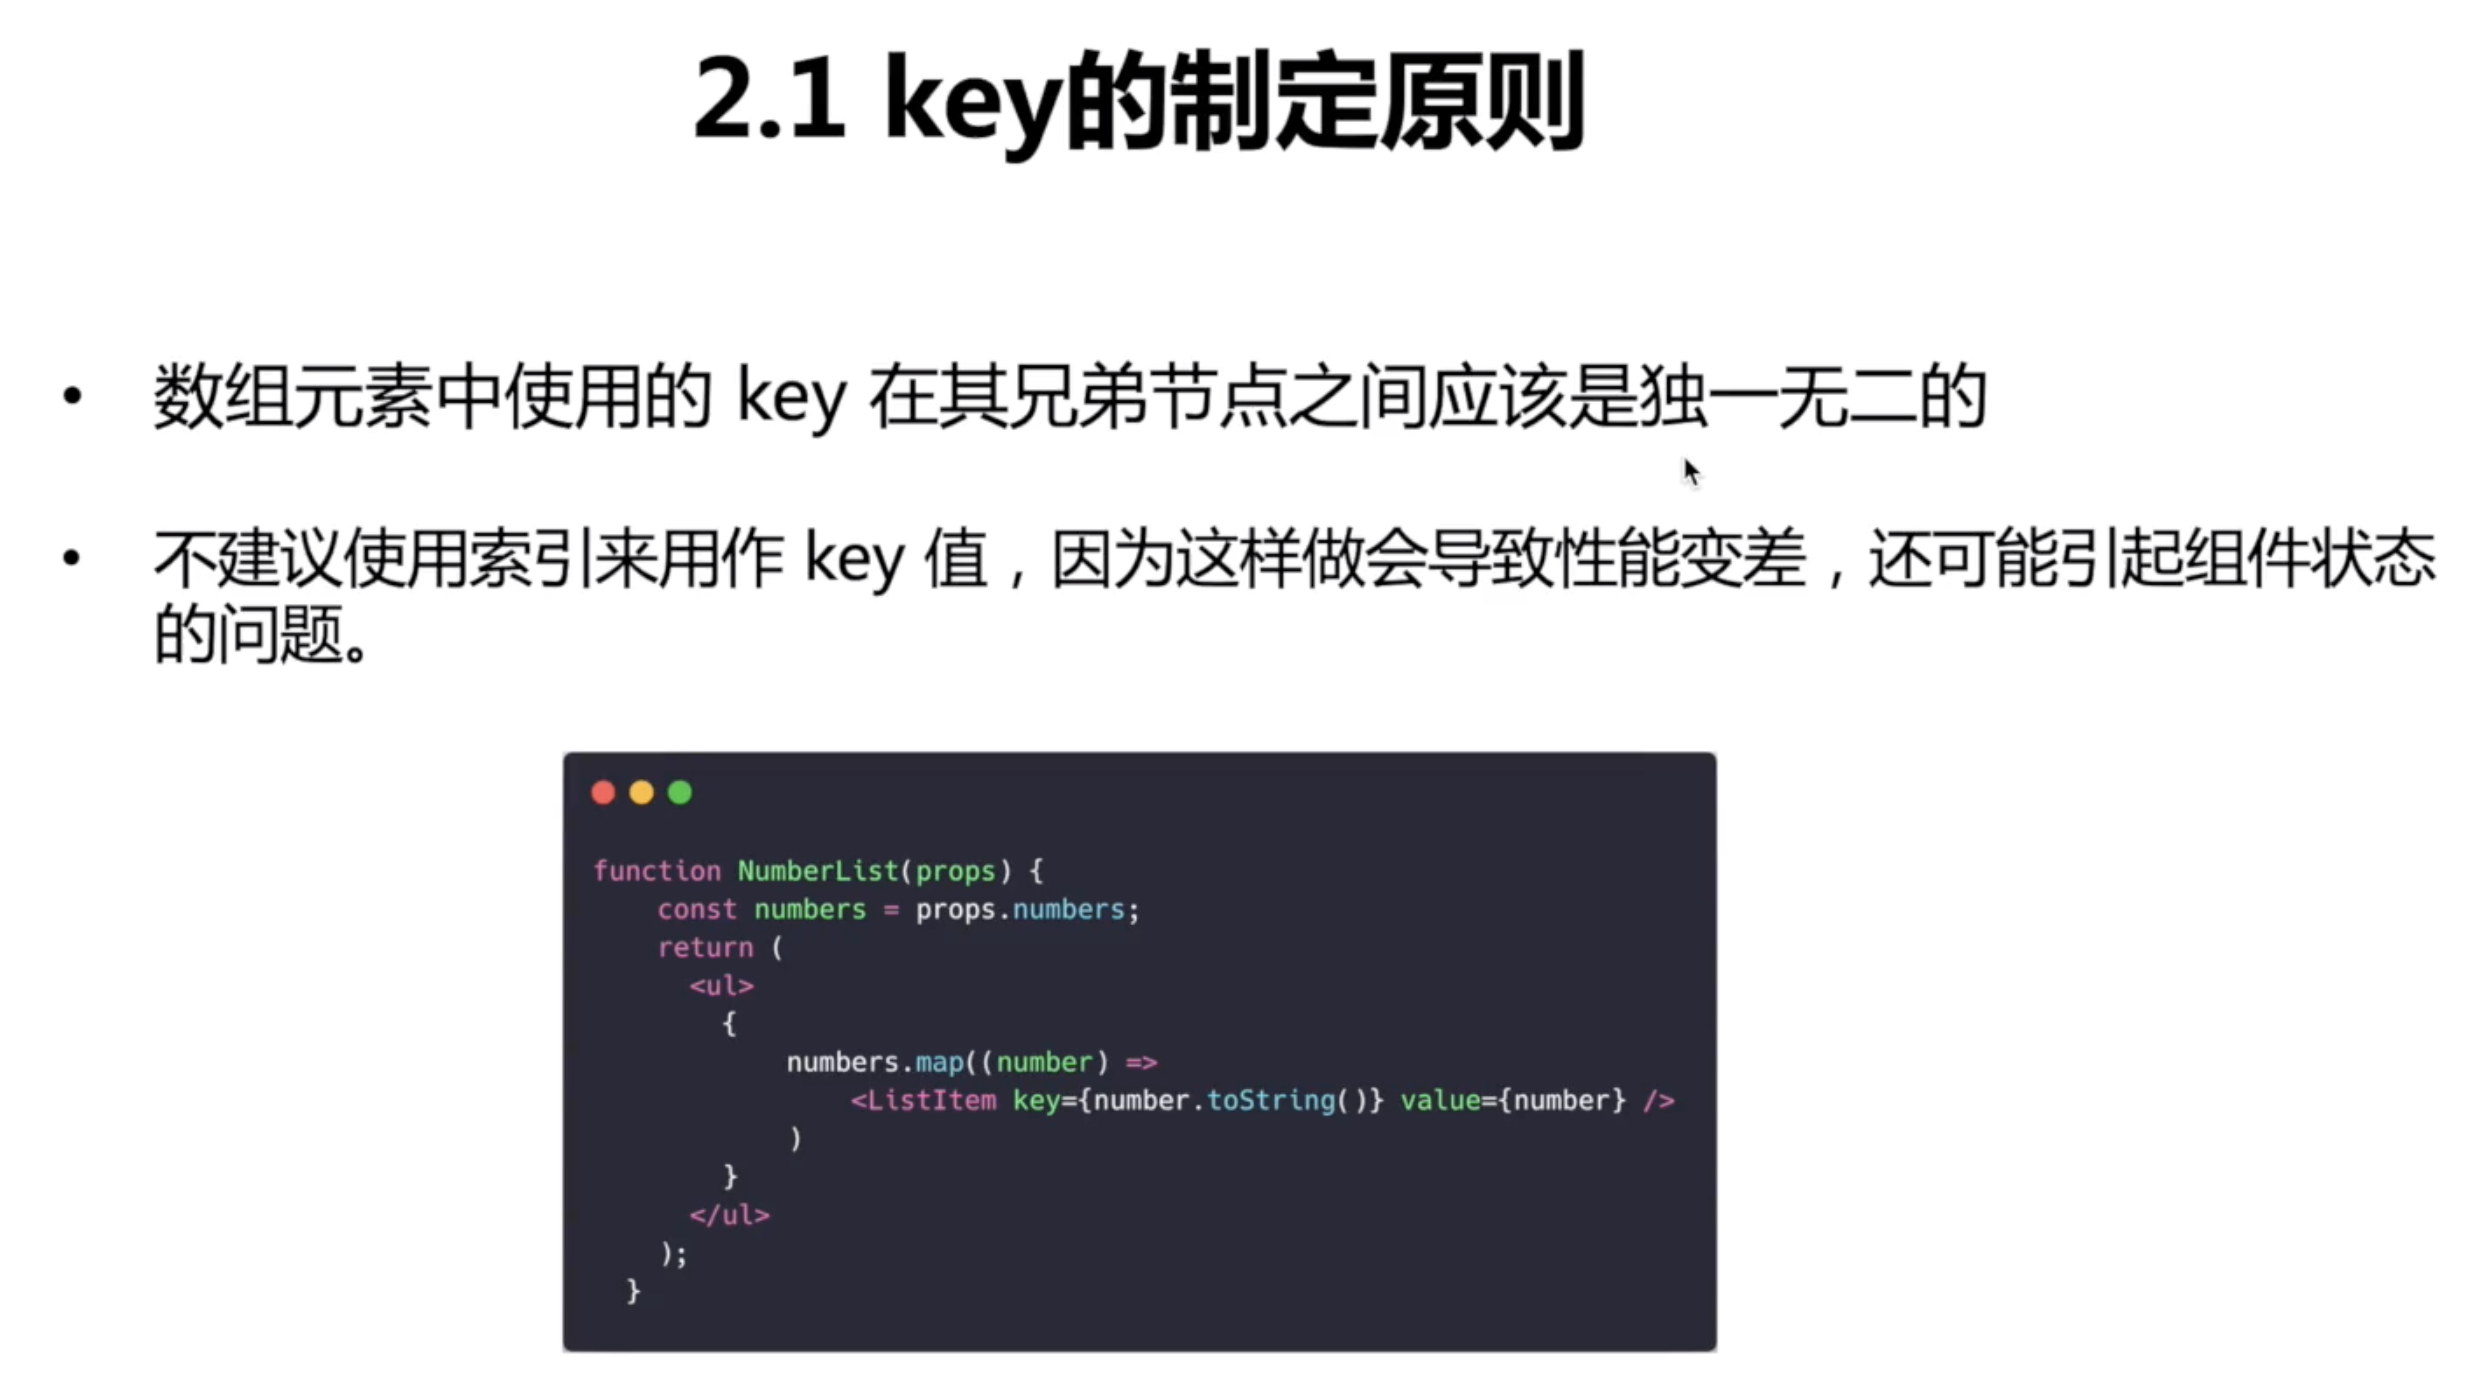 2.1 key的制定原则
• 数组元素中使用的 key 在其兄弟节点之间应该是独一无二的
• 不建议使用索引来用作 key 值，因为这样做会导致性能变差，还可能引起组件状态
的问题。
function NumberList(props) {
    const numbers = props.numbers;
    return (
      <ul>
        {
            numbers.map((number) =>
                <ListItem key={number.toString()} value={number} />
            )
        }
      </ul>
    );
  }